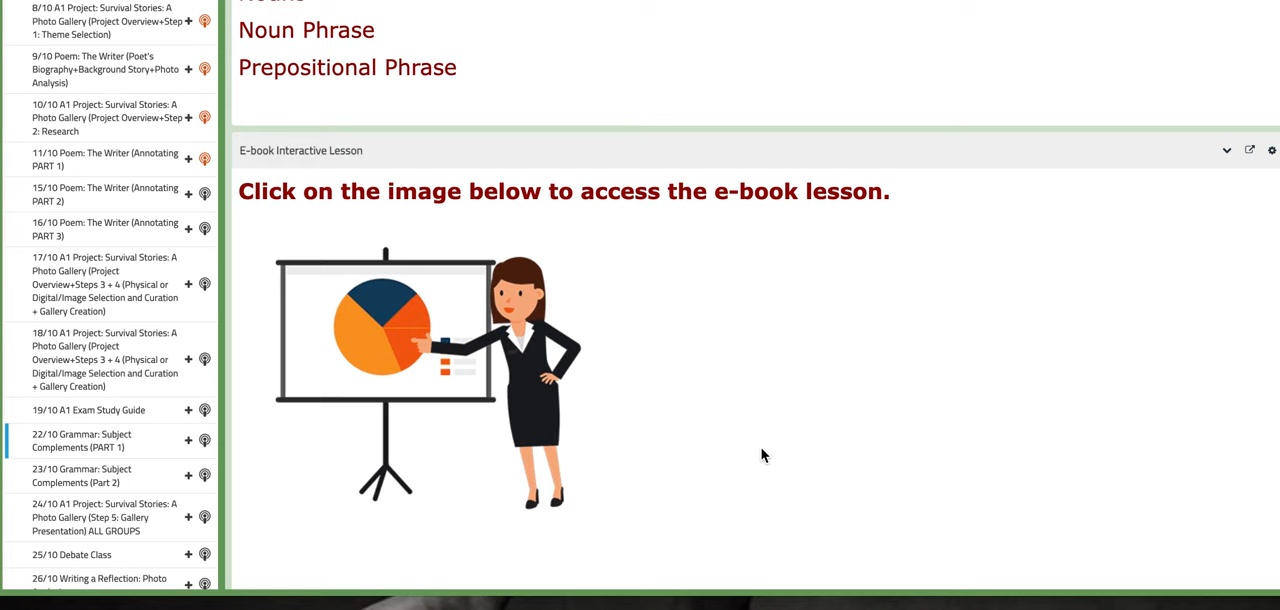 8/10 A1 Project: Survival Stories: A
Photo Gallery (Project Overview+Step
1: Theme Selection)
9/10 Poem: The Writer (Poet's
Biography+Background Story+Photo
Analysis)
10/10 A1 Project: Survival Stories: A
Photo Gallery (Project Overview+Step
2: Research
11/10 Poem: The Writer (Annotating
PART 1)
15/10 Poem: The Writer (Annotating
PART 2)
16/10 Poem: The Writer (Annotating
PART 3)
17/10 A1 Project: Survival Stories: A
Photo Gallery (Project
Overview+Steps 3 + 4 (Physical or
Digital/Image Selection and Curation
+ Gallery Creation)
18/10 A1 Project: Survival Stories: A
Photo Gallery (Project
Overview+Steps 3 + 4 (Physical or
Digital/Image Selection and Curation
+ Gallery Creation)
19/10 A1 Exam Study Guide
22/10 Grammar: Subject
Complements (PART 1)
23/10 Grammar: Subject
Complements (Part 2)
24/10 A1 Project: Survival Stories: A
Photo Gallery (Step 5: Gallery
Presentation) ALL GROUPS
25/10 Debate Class
26/10 Writing a Reflection: Photo
Noun Phrase
Prepositional Phrase
E-book Interactive Lesson
Click on the image below to access the e-book lesson.